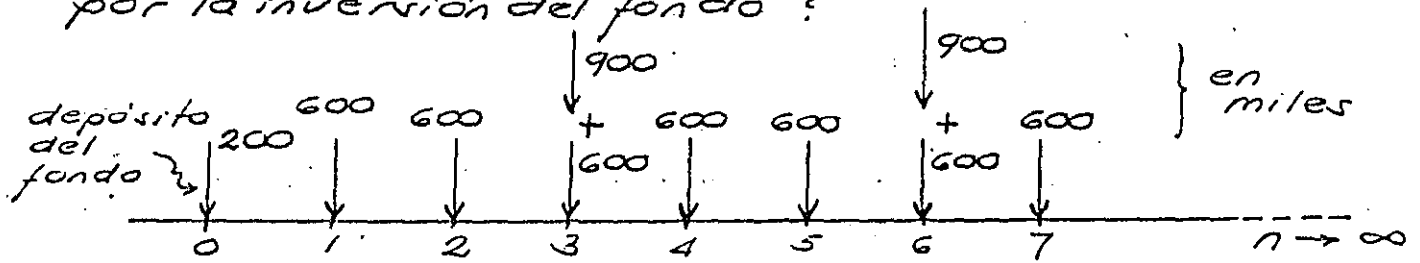 por la inversión del fondo ?
900 900
depósito
del
fondo
200 600 600 + 600 600 + 600
600 600
} en
miles
0 1 2 3 4 5 6 7 n → ∞